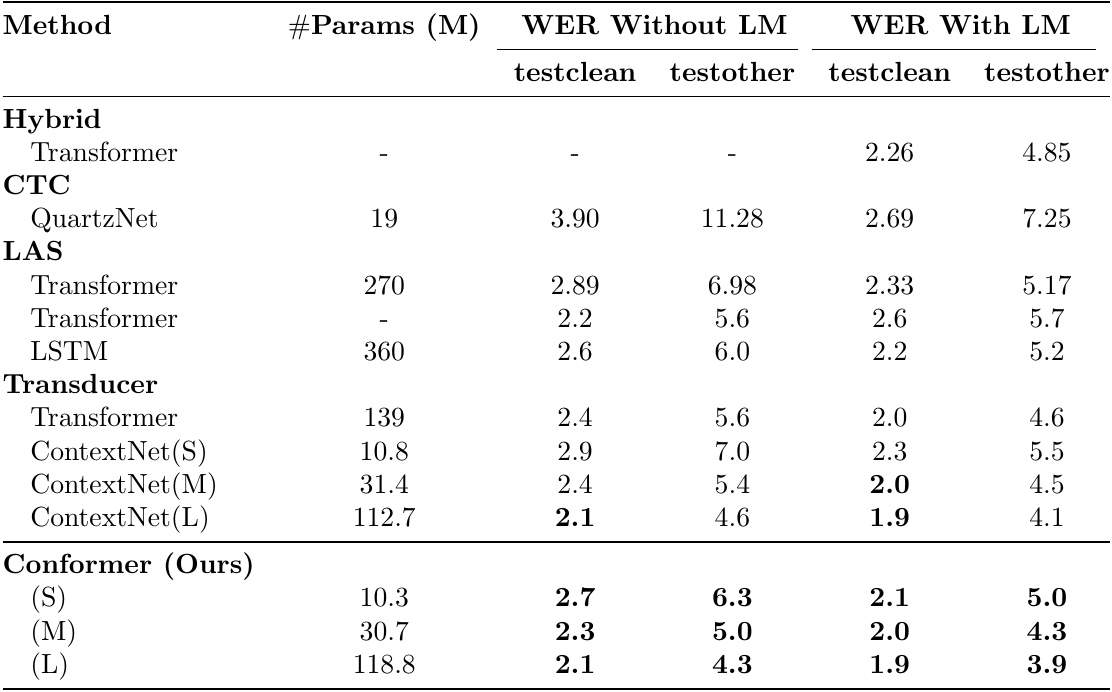 Method #Params (M) WER Without LM WER With LM
testclean testother testclean testother
Hybrid
Transformer - - - 2.26 4.85
CTC
QuartzNet 19 3.90 11.28 2.69 7.25
LAS
Transformer 270 2.89 6.98 2.33 5.17
Transformer - 2.2 5.6 2.6 5.7
LSTM 360 2.6 6.0 2.2 5.2
Transducer
Transformer 139 2.4 5.6 2.0 4.6
ContextNet(S) 10.8 2.9 7.0 2.3 5.5
ContextNet(M) 31.4 2.4 5.4 2.0 4.5
ContextNet(L) 112.7 2.1 4.6 1.9 4.1
Conformer (Ours)
(S) 10.3 2.7 6.3 2.1 5.0
(M) 30.7 2.3 5.0 2.0 4.3
(L) 118.8 2.1 4.3 1.9 3.9